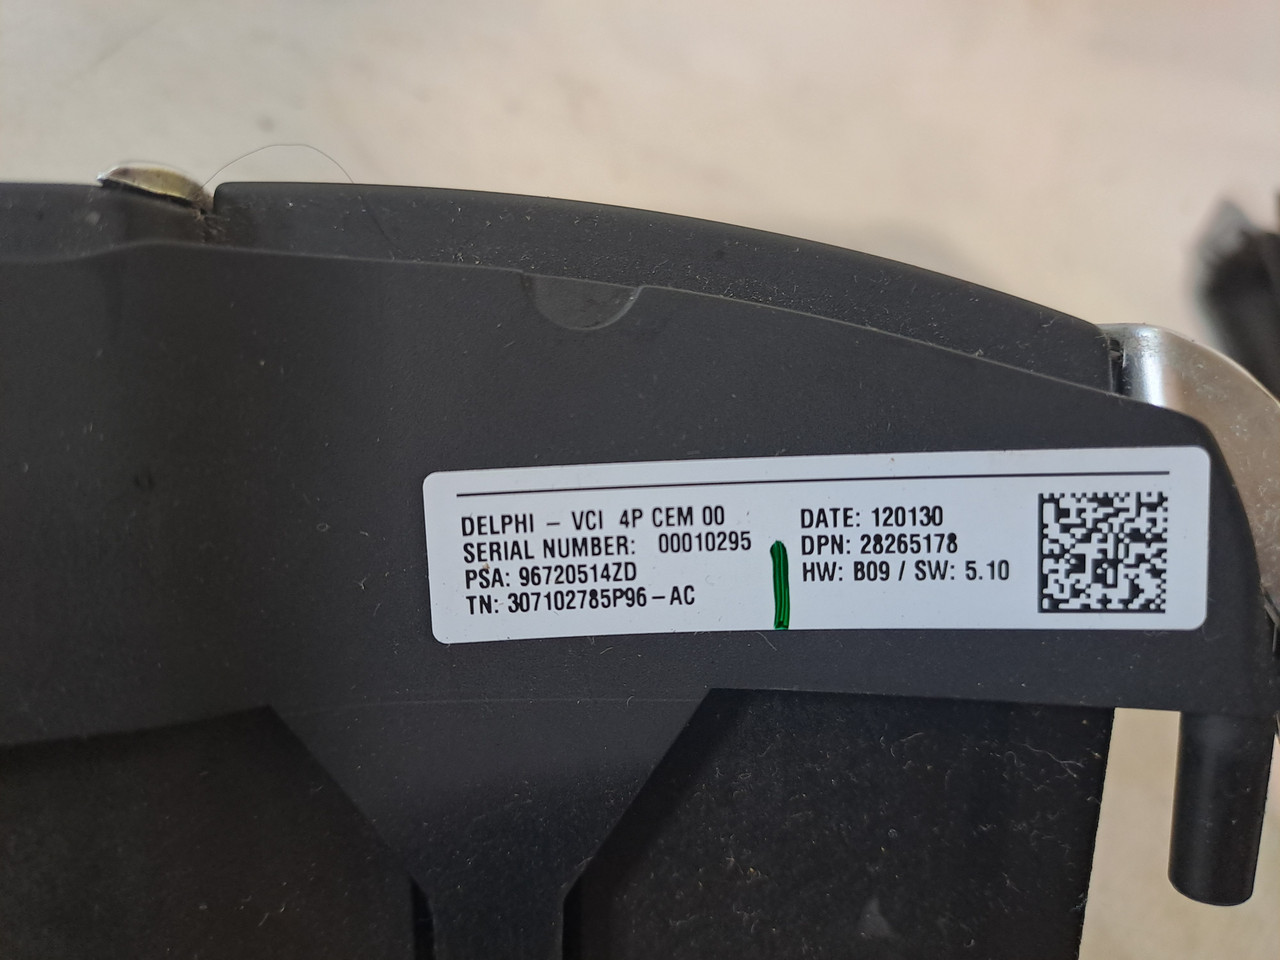 DELPHI - VCI 4P CEM 00
SERIAL NUMBER: 00010295
PSA: 96720514ZD
TN: 307102785P96-AC
DATE: 120130
DPN: 28265178
HW: B09 / SW: 5.10